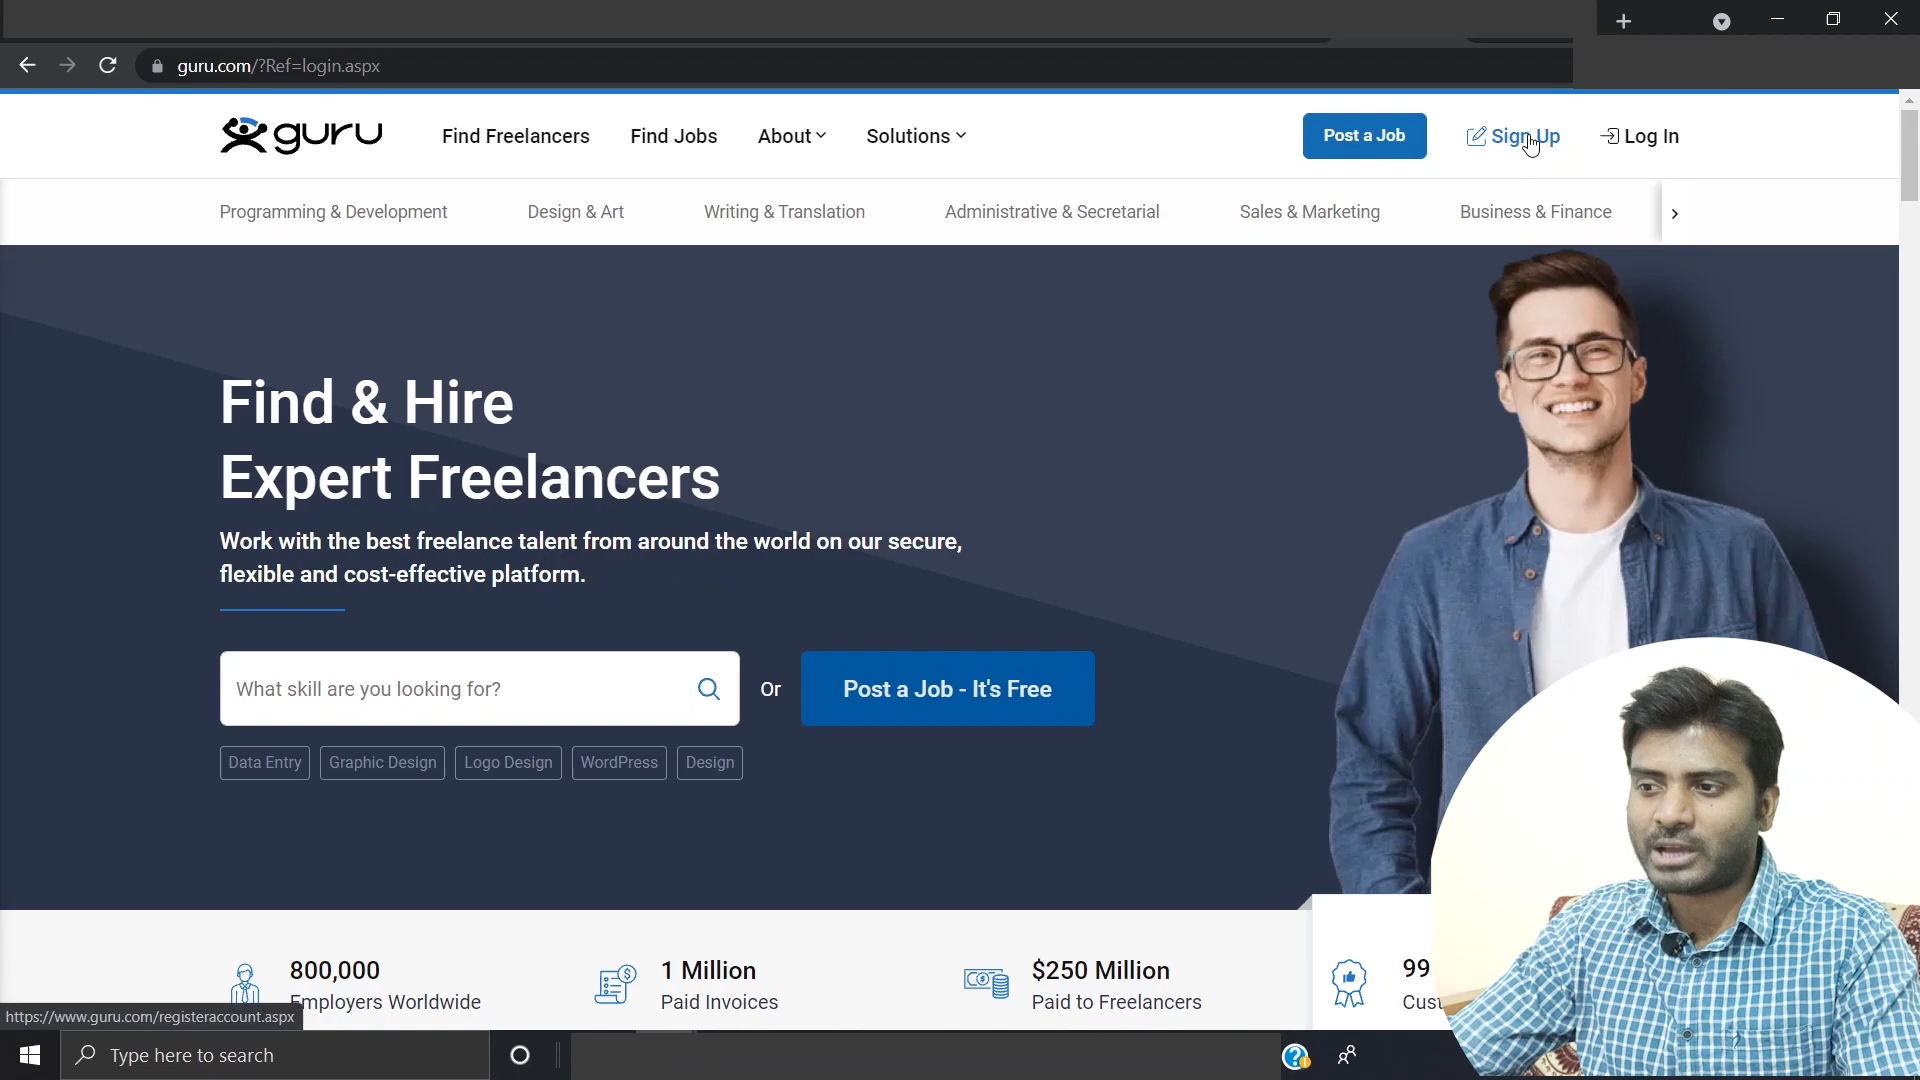 guru.com/?Ref=login.aspx
guru
Find Freelancers
Find Jobs
About
Solutions
Post a Job
Sign Up
Log In
Programming & Development
Design & Art
Writing & Translation
Administrative & Secretarial
Sales & Marketing
Business & Finance
Find & Hire
Expert Freelancers
Work with the best freelance talent from around the world on our secure,
flexible and cost-effective platform.
What skill are you looking for?
Or
Post a Job - It's Free
Data Entry
Graphic Design
Logo Design
WordPress
Design
800,000
Employers Worldwide
1 Million
Paid Invoices
$250 Million
Paid to Freelancers
99
Cust
https://www.guru.com/registeraccount.aspx
Type here to search